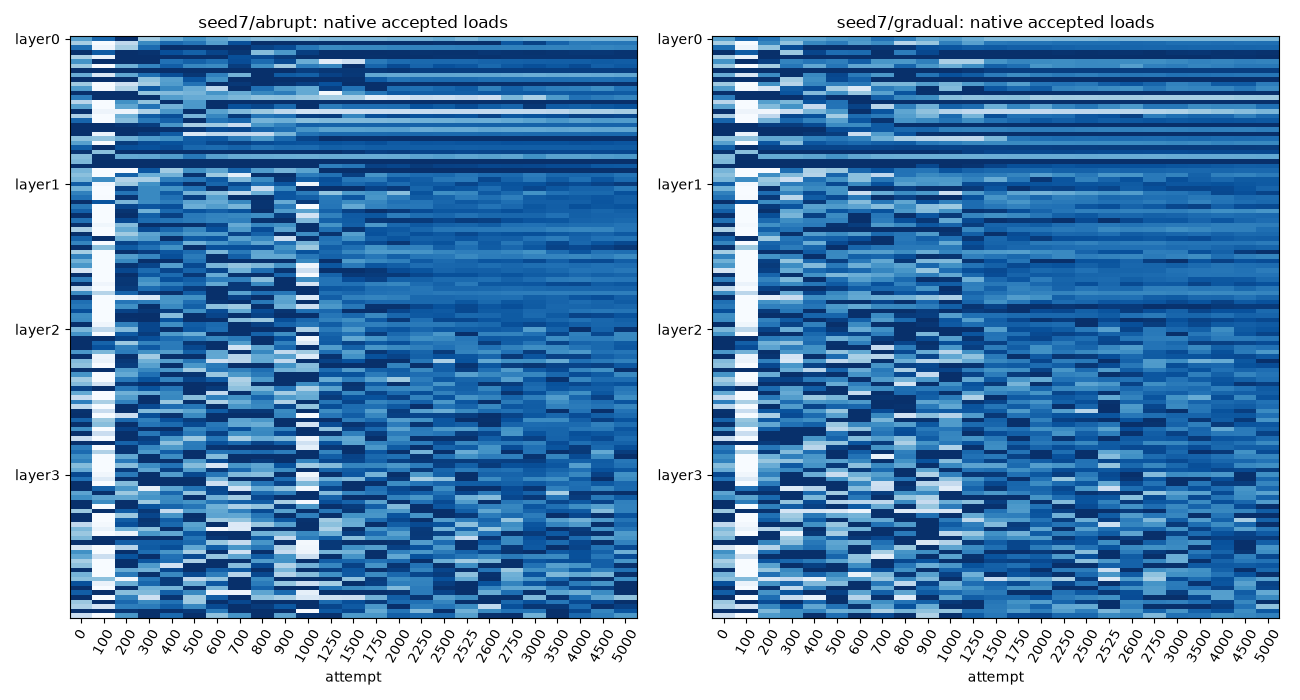 seed7/abrupt: native accepted loads
layer0
layer1
layer2
layer3
0 100 200 300 400 500 600 700 800 900 1000 1250 1500 1750 2000 2250 2500 2525 2600 2750 3000 3500 4000 4500 5000
attempt
seed7/gradual: native accepted loads
layer0
layer1
layer2
layer3
0 100 200 300 400 500 600 700 800 900 1000 1250 1500 1750 2000 2250 2500 2525 2600 2750 3000 3500 4000 4500 5000
attempt